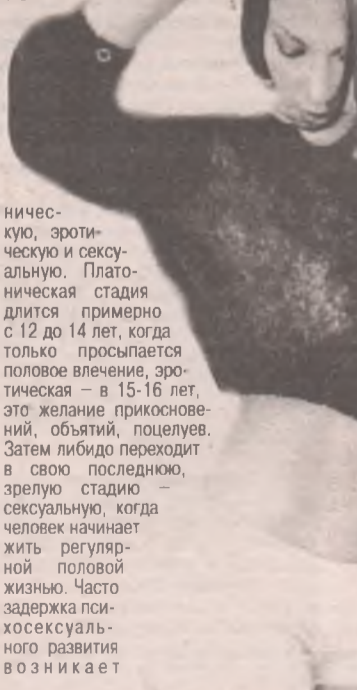 ничес-
кую, эроти-
ческую и сексу-
альную. Плато-
ническая стадия
длится примерно
с 12 до 14 лет, когда
только просыпается
половое влечение, эро-
тическая – в 15-16 лет,
это желание прикоснове-
ний, объятий, поцелуев.
Затем либидо переходит
в свою последнюю,
зрелую стадию –
сексуальную, когда
человек начинает
жить регуляр-
ной половой
жизнью. Часто
задержка пси-
хосексуаль-
ного развития
возникает